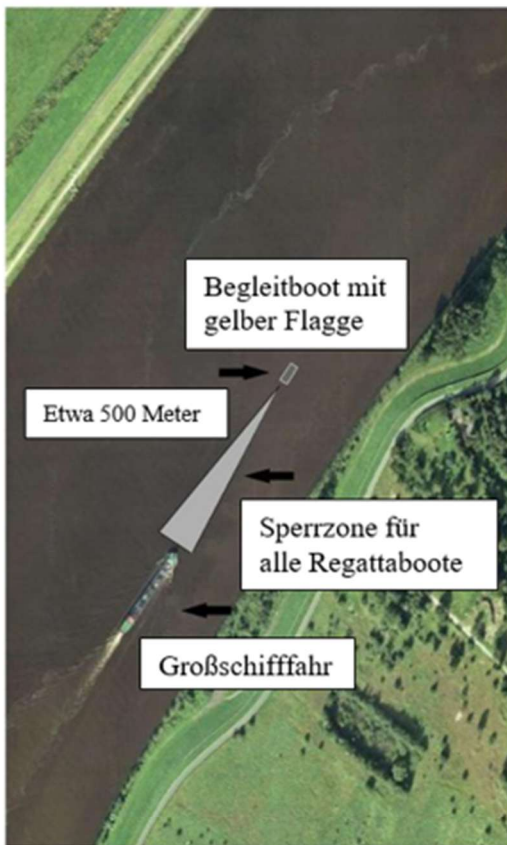 Begleitboot mit
gelber Flagge
Etwa 500 Meter
Sperrzone für
alle Regattaboote
Großschifffahr